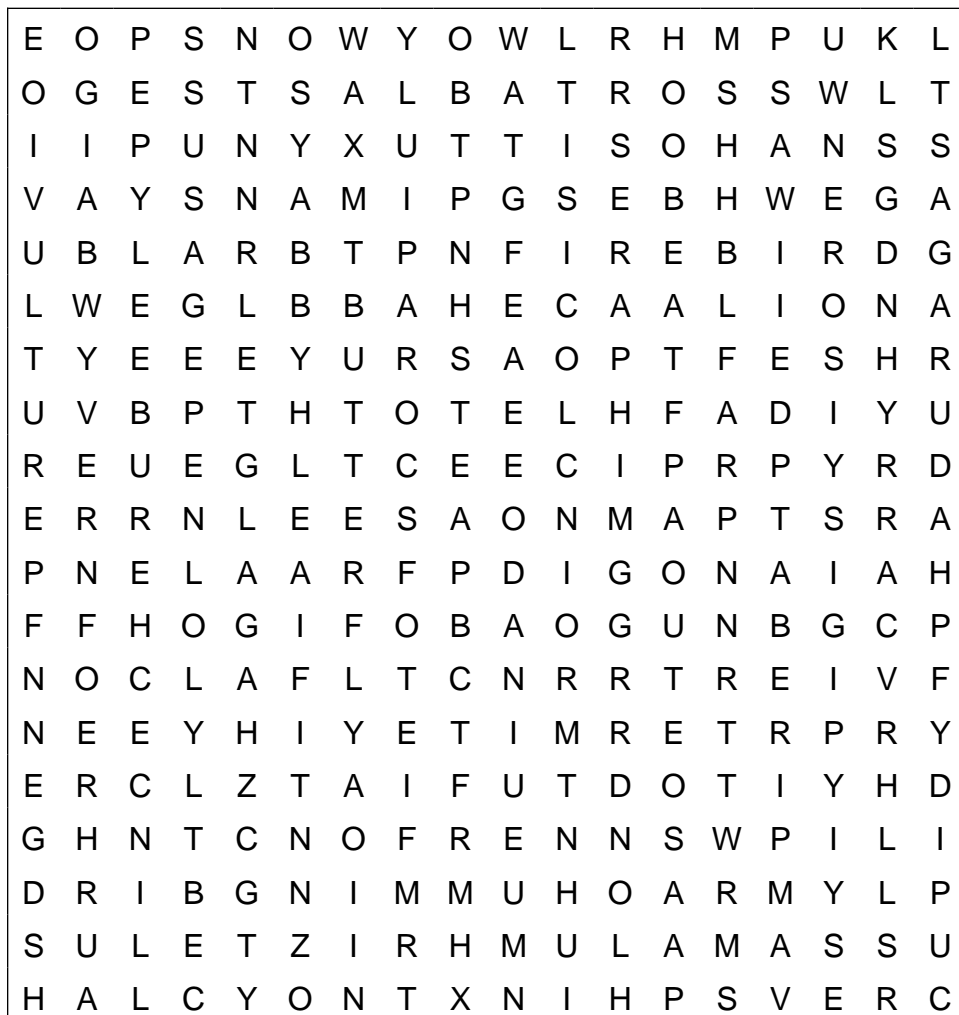 E O P S N O W Y O W L R H M P U K L
O G E S T S A L B A T R O S S W L T
I I P U N Y X U T T I S O H A N S S
V A Y S N A M I P G S E B H W E G A
U B L A R B T P N F I R E B I R D G
L W E G L B B A H E C A A L I O N A
T Y E E E Y U R S A O P T F E S H R
U V B P T H T O T E L H F A D I Y U
R E U E G L T C E E C I P R P Y R D
E R R N L E E S A O N M A P T S R A
P N E L A A R F P D I G O N A I A H
F F H O G I F O B A O G U N B G C P
N O C L A F L T C N R R T R E I V F
N E E Y H I Y E T I M R E T R P R Y
E R C L Z T A I F U T D O T I Y H D
G H N T C N O F R E N N S W P I L I
D R I B G N I M M U H O A R M Y L P
S U L E T Z I R H M U L A M A S S U
H A L C Y O N T X N I H P S V E R C